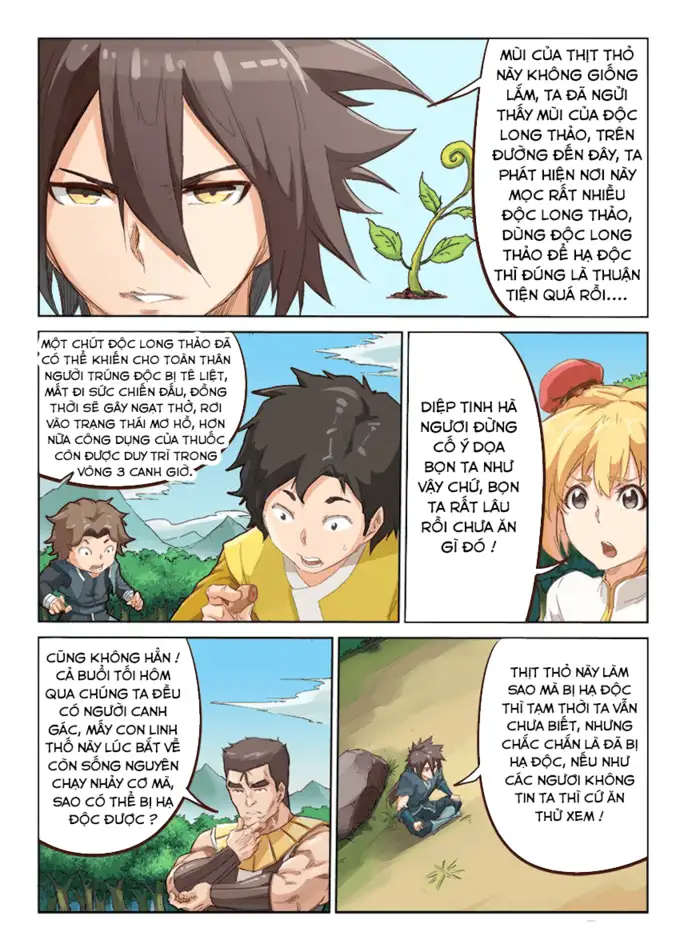 MÙI CỦA THỊT THỎ
NÀY KHÔNG GIỐNG
LẮM, TA ĐÃ NGỬI
THẤY MÙI CỦA ĐỘC
LONG THẢO, TRÊN
ĐƯỜNG ĐẾN ĐÂY, TA
PHÁT HIỆN NƠI NÀY
MỌC RẤT NHIỀU
ĐỘC LONG THẢO,
DÙNG ĐỘC LONG
THẢO ĐỂ HẠ ĐỘC
THÌ ĐÚNG LÀ THUẬN
TIỆN QUÁ RỒI....
MỘT CHÚT ĐỘC LONG THẢO ĐÃ
CÓ THỂ KHIẾN CHO TOÀN THÂN
NGƯỜI TRÚNG ĐỘC BỊ TÊ LIỆT,
MẤT ĐI SỨC CHIẾN ĐẤU, ĐỒNG
THỜI SẼ GÂY NGẠT THỞ, RƠI
VÀO TRẠNG THÁI MƠ HỒ, HƠN
NỮA CÔNG DỤNG CỦA THUỐC
CÒN ĐƯỢC DUY TRÌ TRONG
VÒNG 3 CANH GIỜ.
DIỆP TINH HÀ
NGƯƠI ĐỪNG
CỐ Ý DỌA
BỌN TA NHƯ
VẬY CHỨ, BỌN
TA RẤT LÂU
RỒI CHƯA ĂN
GÌ ĐÓ !
CŨNG KHÔNG HẲN !
CẢ BUỔI TỐI HÔM
QUA CHÚNG TA ĐỀU
CÓ NGƯỜI CANH
GÁC, MẤY CON LINH
THỐ NÀY LÚC BẮT VỀ
CÒN SỐNG NGUYÊN
CHẠY NHẢY CƠ MÀ,
SAO CÓ THỂ BỊ HẠ
ĐỘC ĐƯỢC ?
THỊT THỎ NÀY LÀM
SAO MÀ BỊ HẠ ĐỘC
THÌ TẠM THỜI TA VẪN
CHƯA BIẾT, NHƯNG
CHẮC CHẮN LÀ ĐÃ BỊ
HẠ ĐỘC, NẾU NHƯ
CÁC NGƯƠI KHÔNG
TIN TA THÌ CỨ ĂN
THỬ XEM !